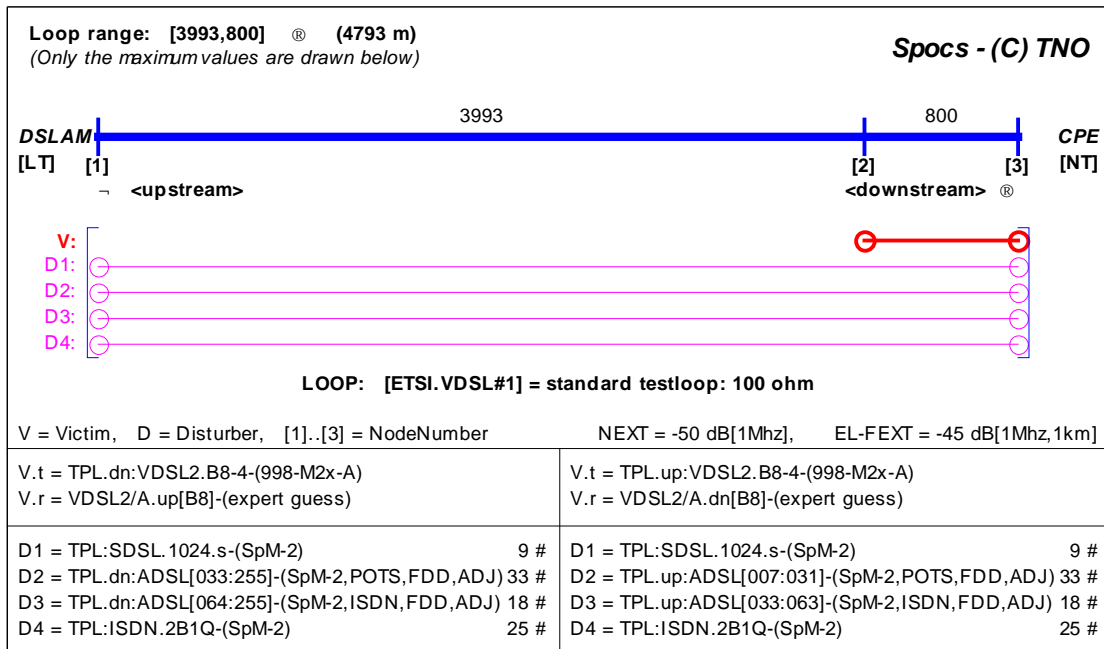 Loop range: [3993,800] ® (4793 m)
(Only the maximum values are drawn below)
Spocs - (C) TNO
3993 800
DSLAM CPE
[LT] [1] [2] [3] [NT]
¬ <upstream> <downstream> ®
V:
D1:
D2:
D3:
D4:
LOOP: [ETSI.VDSL#1] = standard testloop: 100 ohm
V = Victim, D = Disturber, [1]..[3] = NodeNumber NEXT = -50 dB[1Mhz], EL-FEXT = -45 dB[1Mhz,1km]
V.t = TPL.dn:VDSL2.B8-4-(998-M2x-A)
V.r = VDSL2/A.up[B8]-(expert guess)
V.t = TPL.up:VDSL2.B8-4-(998-M2x-A)
V.r = VDSL2/A.dn[B8]-(expert guess)
D1 = TPL:SDSL.1024.s-(SpM-2) 9 #
D2 = TPL.dn:ADSL[033:255]-(SpM-2,POTS,FDD,ADJ) 33 #
D3 = TPL.dn:ADSL[064:255]-(SpM-2,ISDN,FDD,ADJ) 18 #
D4 = TPL:ISDN.2B1Q-(SpM-2) 25 #
D1 = TPL:SDSL.1024.s-(SpM-2) 9 #
D2 = TPL.up:ADSL[007:031]-(SpM-2,POTS,FDD,ADJ) 33 #
D3 = TPL.up:ADSL[033:063]-(SpM-2,ISDN,FDD,ADJ) 18 #
D4 = TPL:ISDN.2B1Q-(SpM-2) 25 #